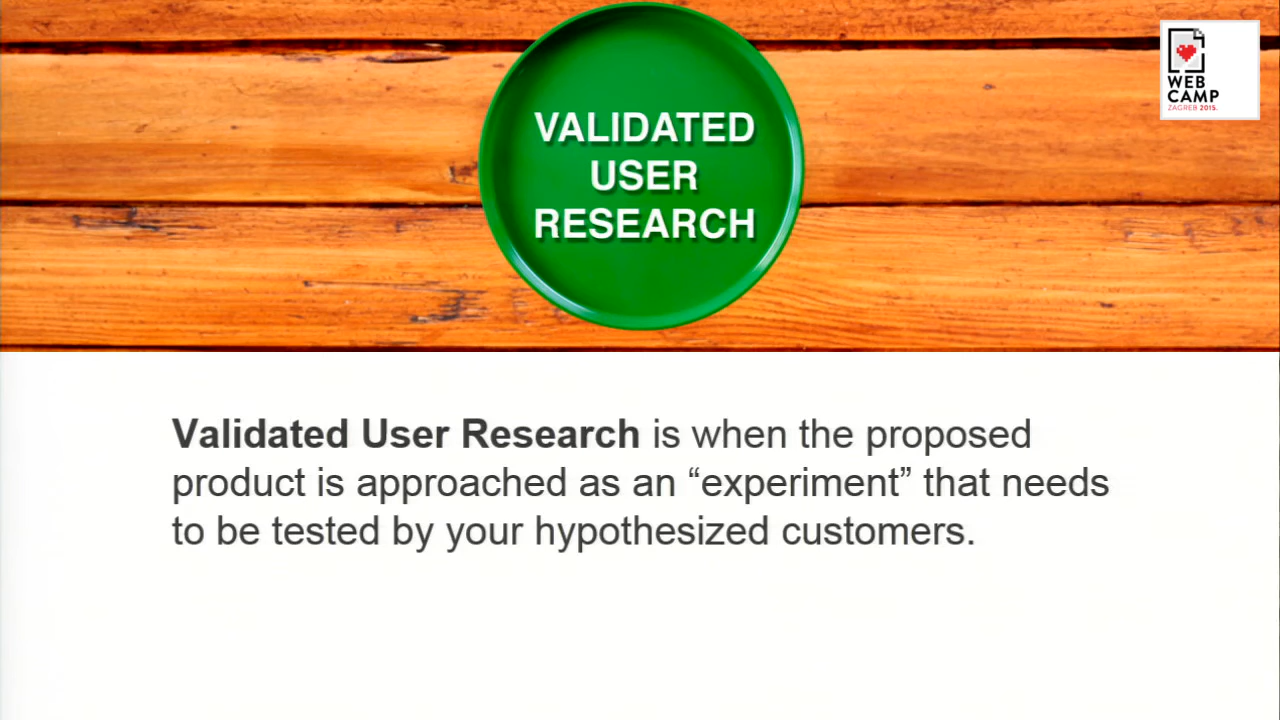 VALIDATED
USER
RESEARCH
WEB
CAMP
ZAGREB 2015.
Validated User Research is when the proposed
product is approached as an “experiment” that needs
to be tested by your hypothesized customers.